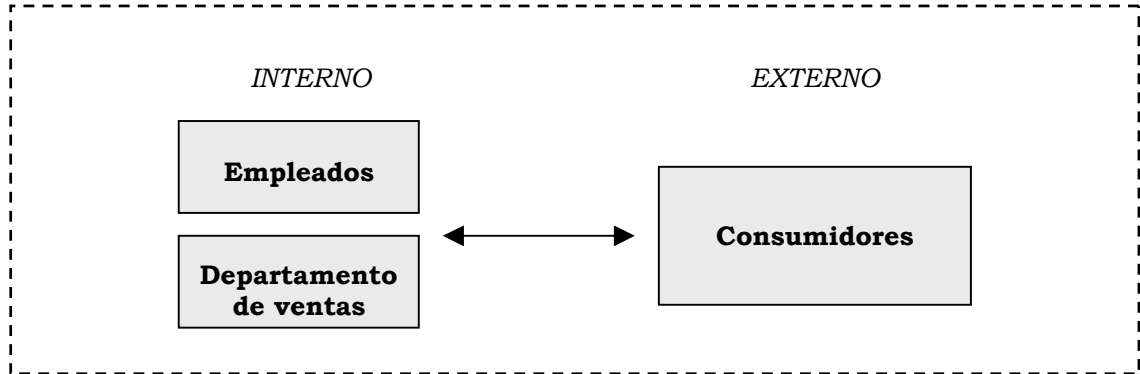 INTERNO
EXTERNO
Empleados
Departamento
de ventas
Consumidores